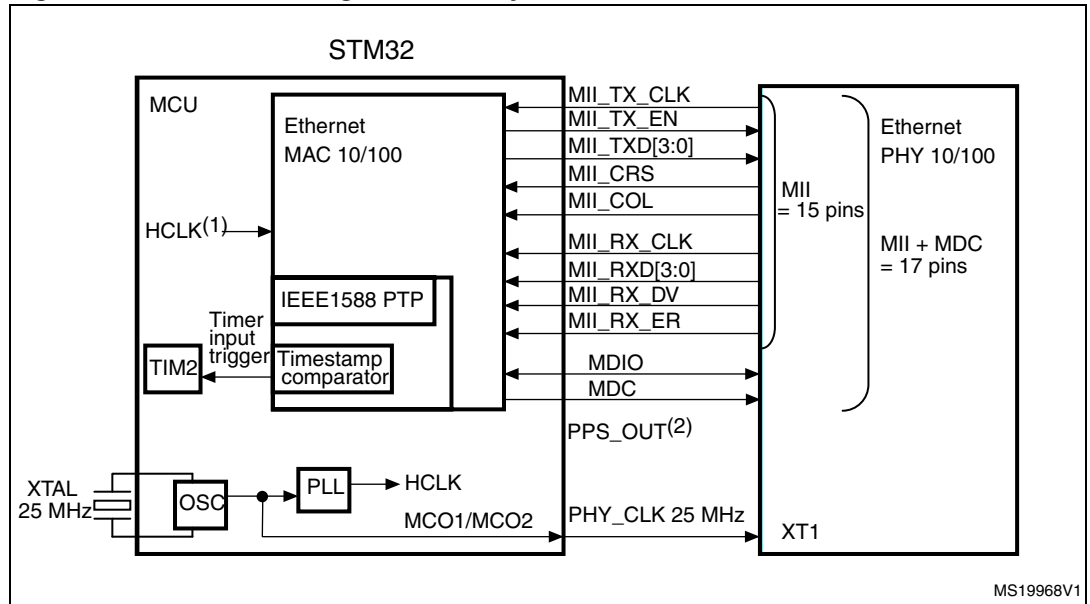 STM32
MCU
Ethernet
MAC 10/100
HCLK(1)
IEEE1588 PTP
Timer
input
trigger
Timestamp
comparator
TIM2
XTAL
25 MHz
OSC
PLL
HCLK
MCO1/MCO2
MII_TX_CLK
MII_TX_EN
MII_TXD[3:0]
MII_CRS
MII_COL
MII_RX_CLK
MII_RXD[3:0]
MII_RX_DV
MII_RX_ER
MDIO
MDC
PPS_OUT(2)
PHY_CLK 25 MHz
MII
= 15 pins
Ethernet
PHY 10/100
MII + MDC
= 17 pins
XT1
MS19968V1